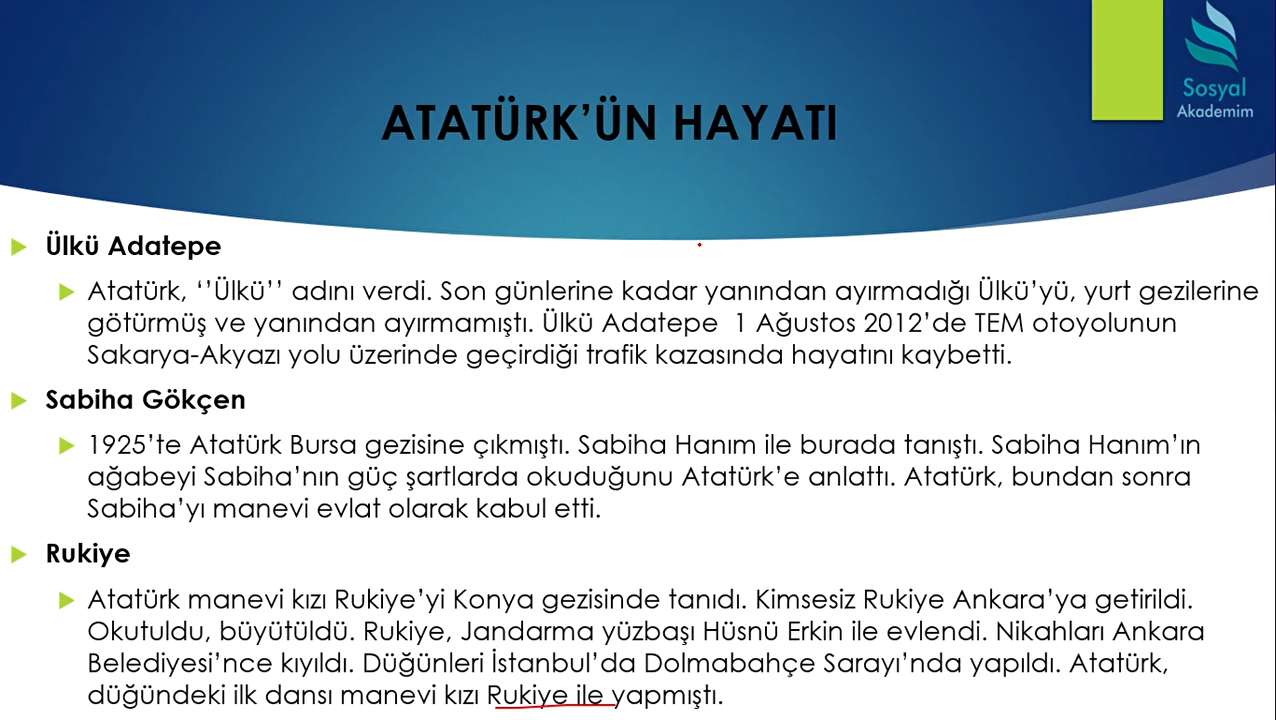 Sosyal
Akademim
ATATÜRK’ÜN HAYATI
Ülkü Adatepe
Atatürk, ‘’Ülkü’’ adını verdi. Son günlerine kadar yanından ayırmadığı Ülkü’yü, yurt gezilerine
götürmüş ve yanından ayırmamıştı. Ülkü Adatepe 1 Ağustos 2012’de TEM otoyolunun
Sakarya-Akyazı yolu üzerinde geçirdiği trafik kazasında hayatını kaybetti.
Sabiha Gökçen
1925’te Atatürk Bursa gezisine çıkmıştı. Sabiha Hanım ile burada tanıştı. Sabiha Hanım’ın
ağabeyi Sabiha’nın güç şartlarda okuduğunu Atatürk’e anlattı. Atatürk, bundan sonra
Sabiha’yı manevi evlat olarak kabul etti.
Rukiye
Atatürk manevi kızı Rukiye’yi Konya gezisinde tanıdı. Kimsesiz Rukiye Ankara’ya getirildi.
Okutuldu, büyütüldü. Rukiye, Jandarma yüzbaşı Hüsnü Erkin ile evlendi. Nikahları Ankara
Belediyesi’nce kıyıldı. Düğünleri İstanbul’da Dolmabahçe Sarayı’nda yapıldı. Atatürk,
düğündeki ilk dansı manevi kızı Rukiye ile yapmıştı.